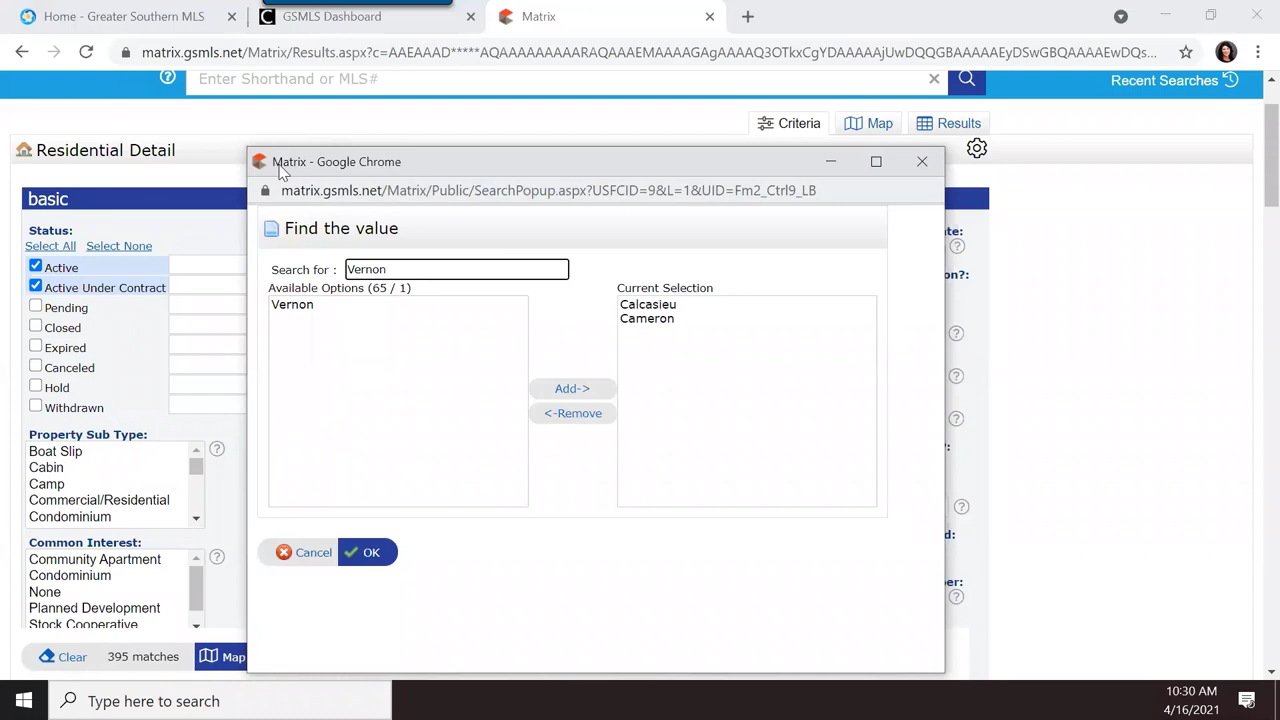 Home - Greater Southern MLS
GSMLS Dashboard
Matrix
matrix.gsmls.net/Matrix/Results.aspx?c=AAEAAAD*****AQAAAAAAAAARAQAAAEMAAAAGAgAAAAQ3OTkxCgYDAAAAAjUwDQQGBAAAAAEyDSwGBQAAAAEwDQs...
Enter Shorthand or MLS#
Recent Searches
Criteria
Map
Results
Residential Detail
Matrix - Google Chrome
matrix.gsmls.net/Matrix/Public/SearchPopup.aspx?USFCID=9&L=1&UID=Fm2_Ctrl9_LB
basic
Find the value
Status:
Select All Select None
te:
Search for : Vernon
Available Options (65 / 1)
Current Selection
Active
n?:
Active Under Contract
Vernon
Calcasieu
Cameron
Pending
Closed
Expired
Canceled
Hold
Withdrawn
Add->
<-Remove
Property Sub Type:
Boat Slip
Cabin
Camp
Commercial/Residential
Condominium
d:
Common Interest:
Cancel
OK
Community Apartment
Condominium
None
Planned Development
Stock Cooperative
ber:
Clear
395 matches
Map
Type here to search
10:30 AM
4/16/2021